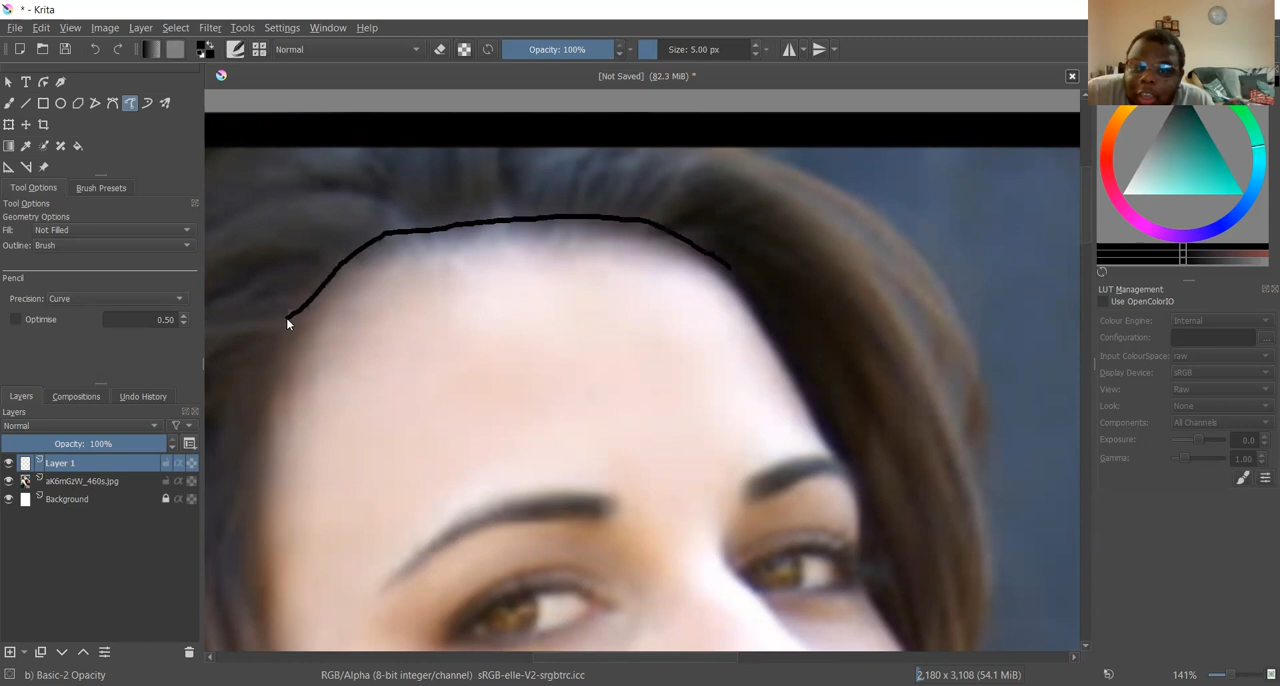 * - Krita
File Edit View Image Layer Select Filter Tools Settings Window Help
Normal Opacity: 100% Size: 5.00 px
[Not Saved] (82.3 MiB) *
Tool Options Brush Presets
Tool Options
Geometry Options
Fill: Not Filled
Outline: Brush
Pencil
Precision: Curve
Optimise 0.50
Layers Compositions Undo History
Layers
Normal
Opacity: 100%
Layer 1
aK6mGzW_460s.jpg
Background
LUT Management
Use OpenColorIO
Colour Engine: Internal
Configuration: ...
Input ColourSpace: raw
Display Device: sRGB
View: Raw
Look: None
Components: All Channels
Exposure: 0.0
Gamma: 1.00
b) Basic-2 Opacity
RGB/Alpha (8-bit integer/channel) sRGB-elle-V2-srgbtrc.icc
2,180 x 3,108 (54.1 MiB)
141%